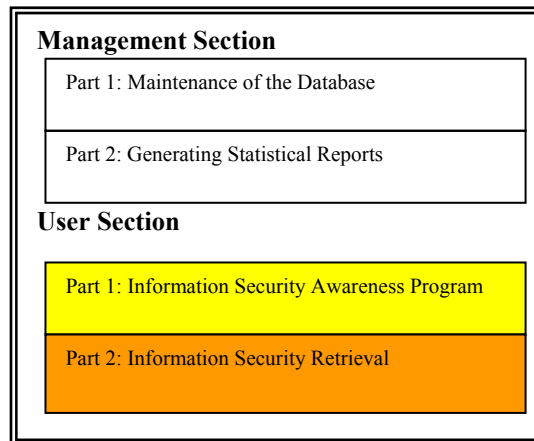 Management Section
Part 1: Maintenance of the Database
Part 2: Generating Statistical Reports
User Section
Part 1: Information Security Awareness Program
Part 2: Information Security Retrieval